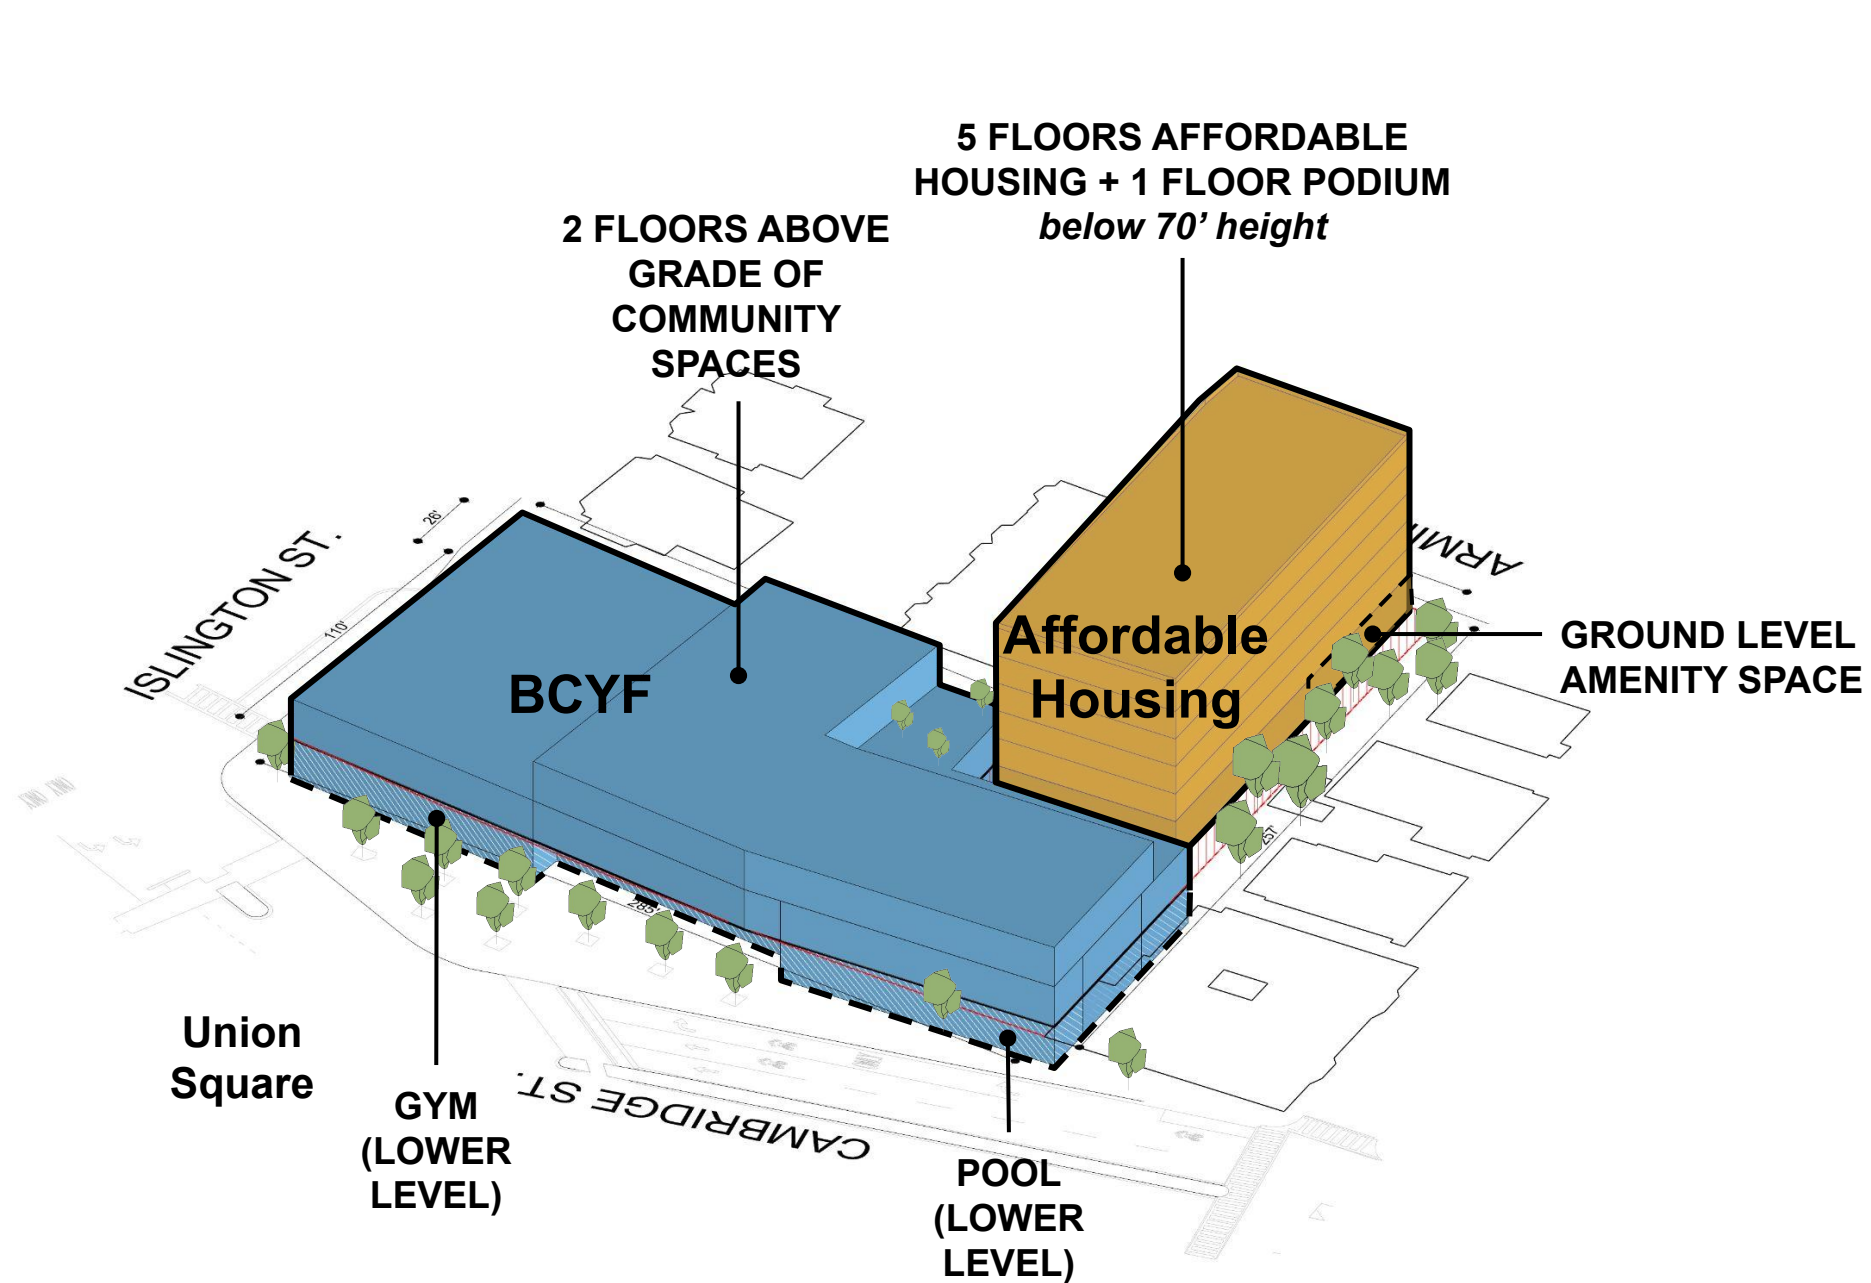 5 FLOORS AFFORDABLE
HOUSING + 1 FLOOR PODIUM
below 70’ height
2 FLOORS ABOVE
GRADE OF
COMMUNITY
SPACES
26'
ISLINGTON ST.
110'
BCYF
Affordable
Housing
GROUND LEVEL
AMENITY SPACE
257'
285'
Union
Square
CAMBRIDGE ST.
GYM
(LOWER
LEVEL)
POOL
(LOWER
LEVEL)